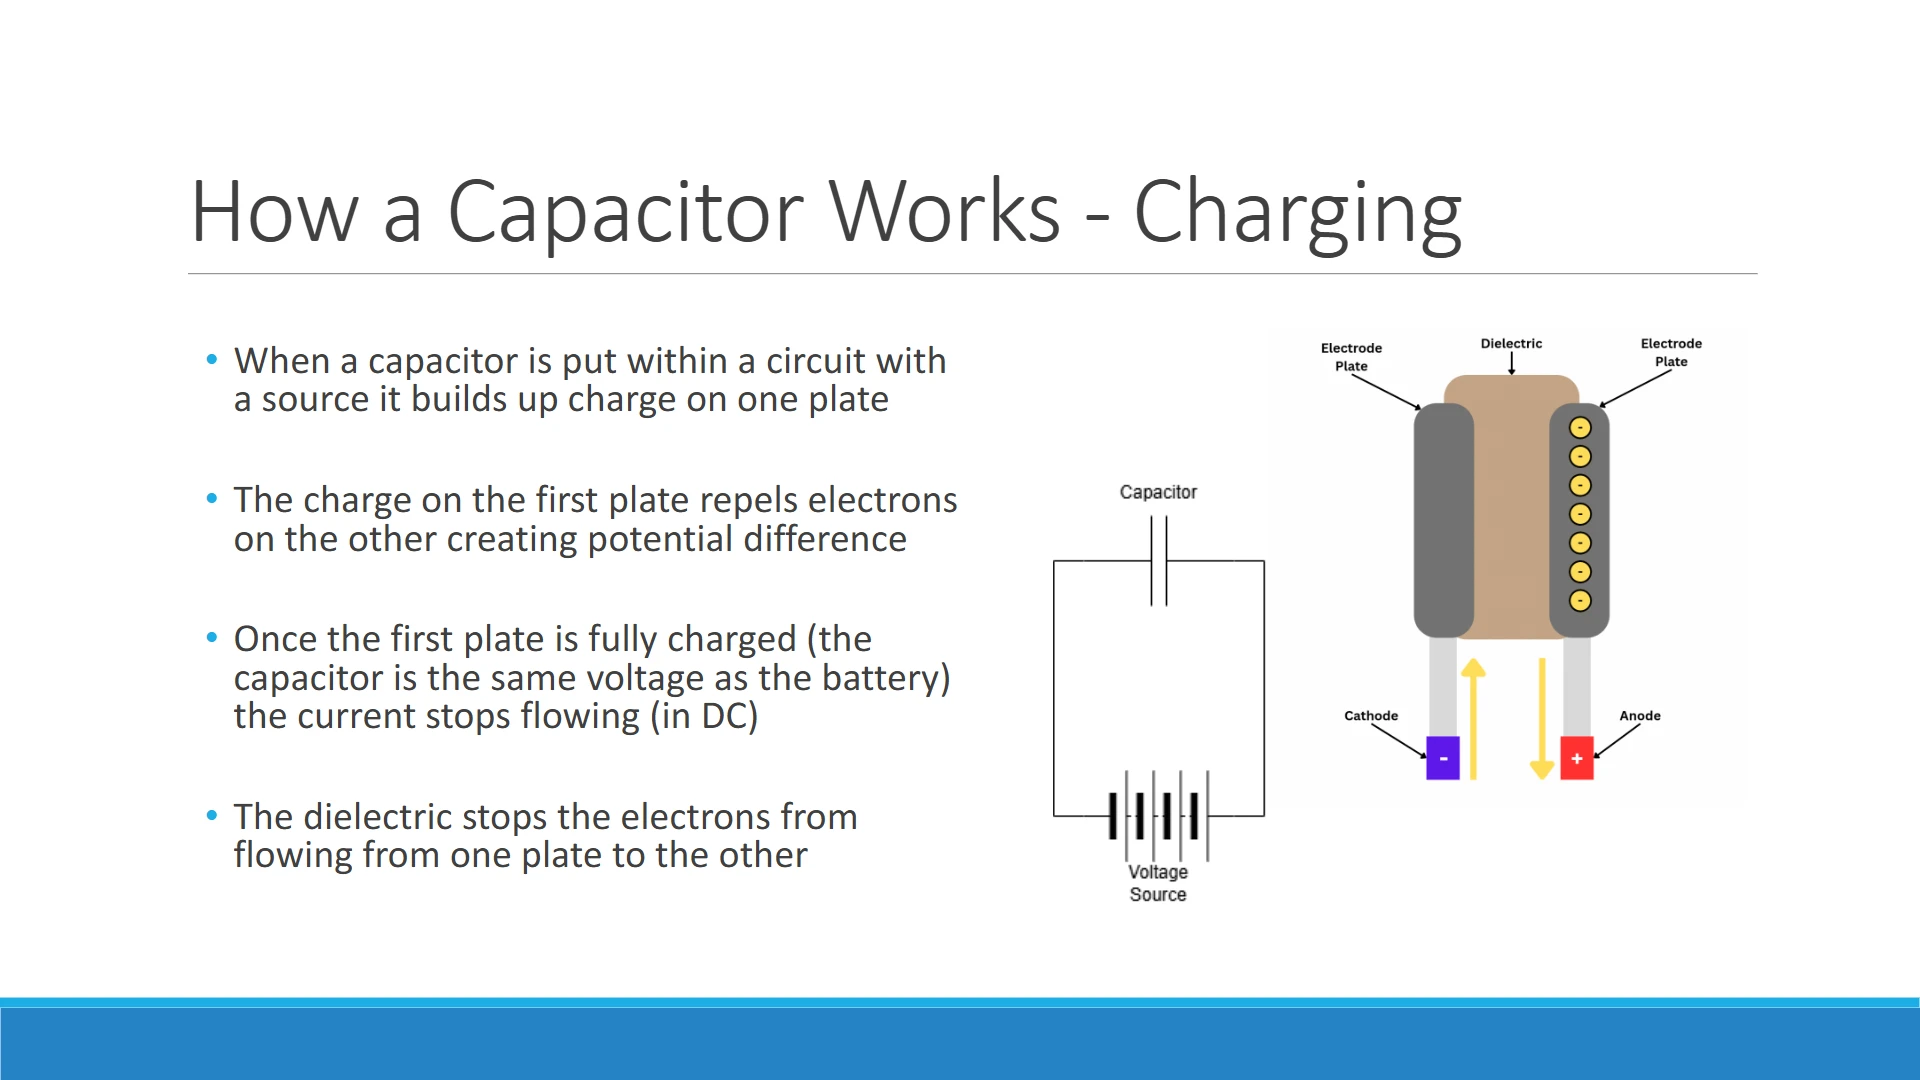 How a Capacitor Works - Charging
• When a capacitor is put within a circuit with
a source it builds up charge on one plate
• The charge on the first plate repels electrons
on the other creating potential difference
• Once the first plate is fully charged (the
capacitor is the same voltage as the battery)
the current stops flowing (in DC)
• The dielectric stops the electrons from
flowing from one plate to the other
Capacitor
Voltage
Source
Electrode
Plate
Dielectric
Electrode
Plate
-
-
-
-
-
-
-
Cathode
Anode
-
+